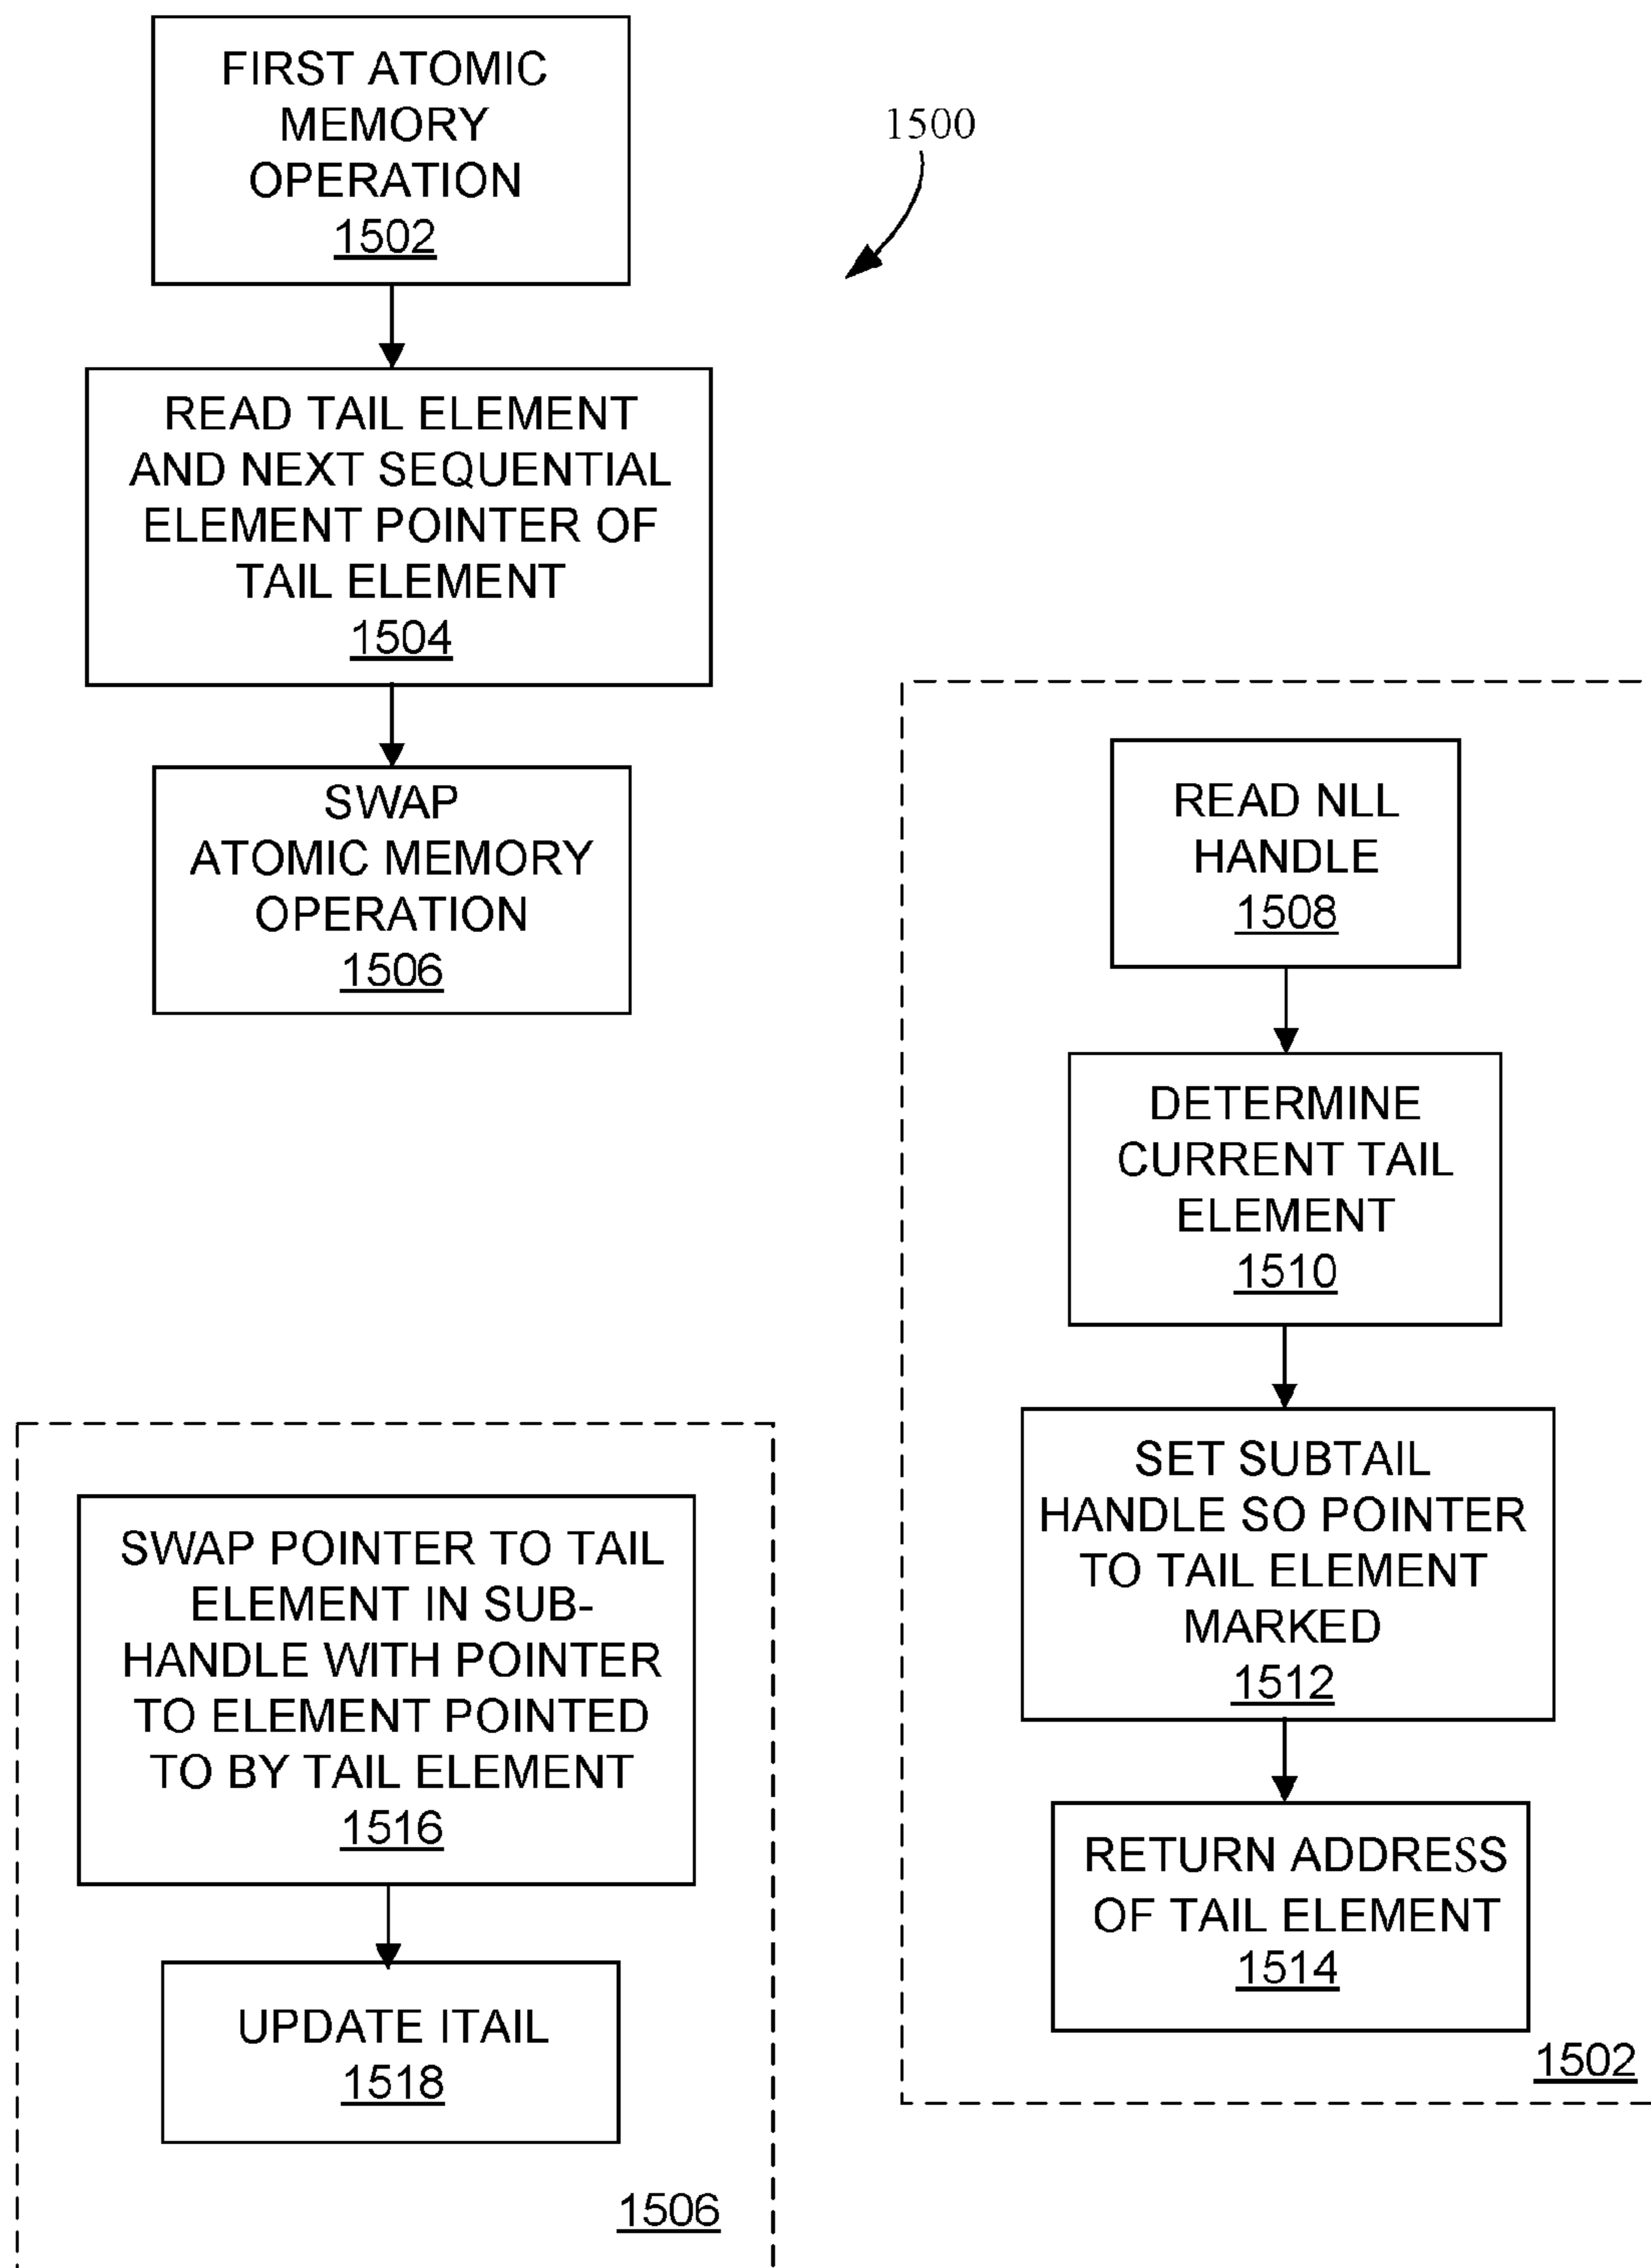 FIRST ATOMIC
MEMORY
OPERATION
1502
1500
READ TAIL ELEMENT
AND NEXT SEQUENTIAL
ELEMENT POINTER OF
TAIL ELEMENT
1504
SWAP
ATOMIC MEMORY
OPERATION
1506
READ NLL
HANDLE
1508
DETERMINE
CURRENT TAIL
ELEMENT
1510
SET SUBTAIL
HANDLE SO POINTER
TO TAIL ELEMENT
MARKED
1512
RETURN ADDRESS
OF TAIL ELEMENT
1514
1502
SWAP POINTER TO TAIL
ELEMENT IN SUB-
HANDLE WITH POINTER
TO ELEMENT POINTED
TO BY TAIL ELEMENT
1516
UPDATE ITAIL
1518
1506